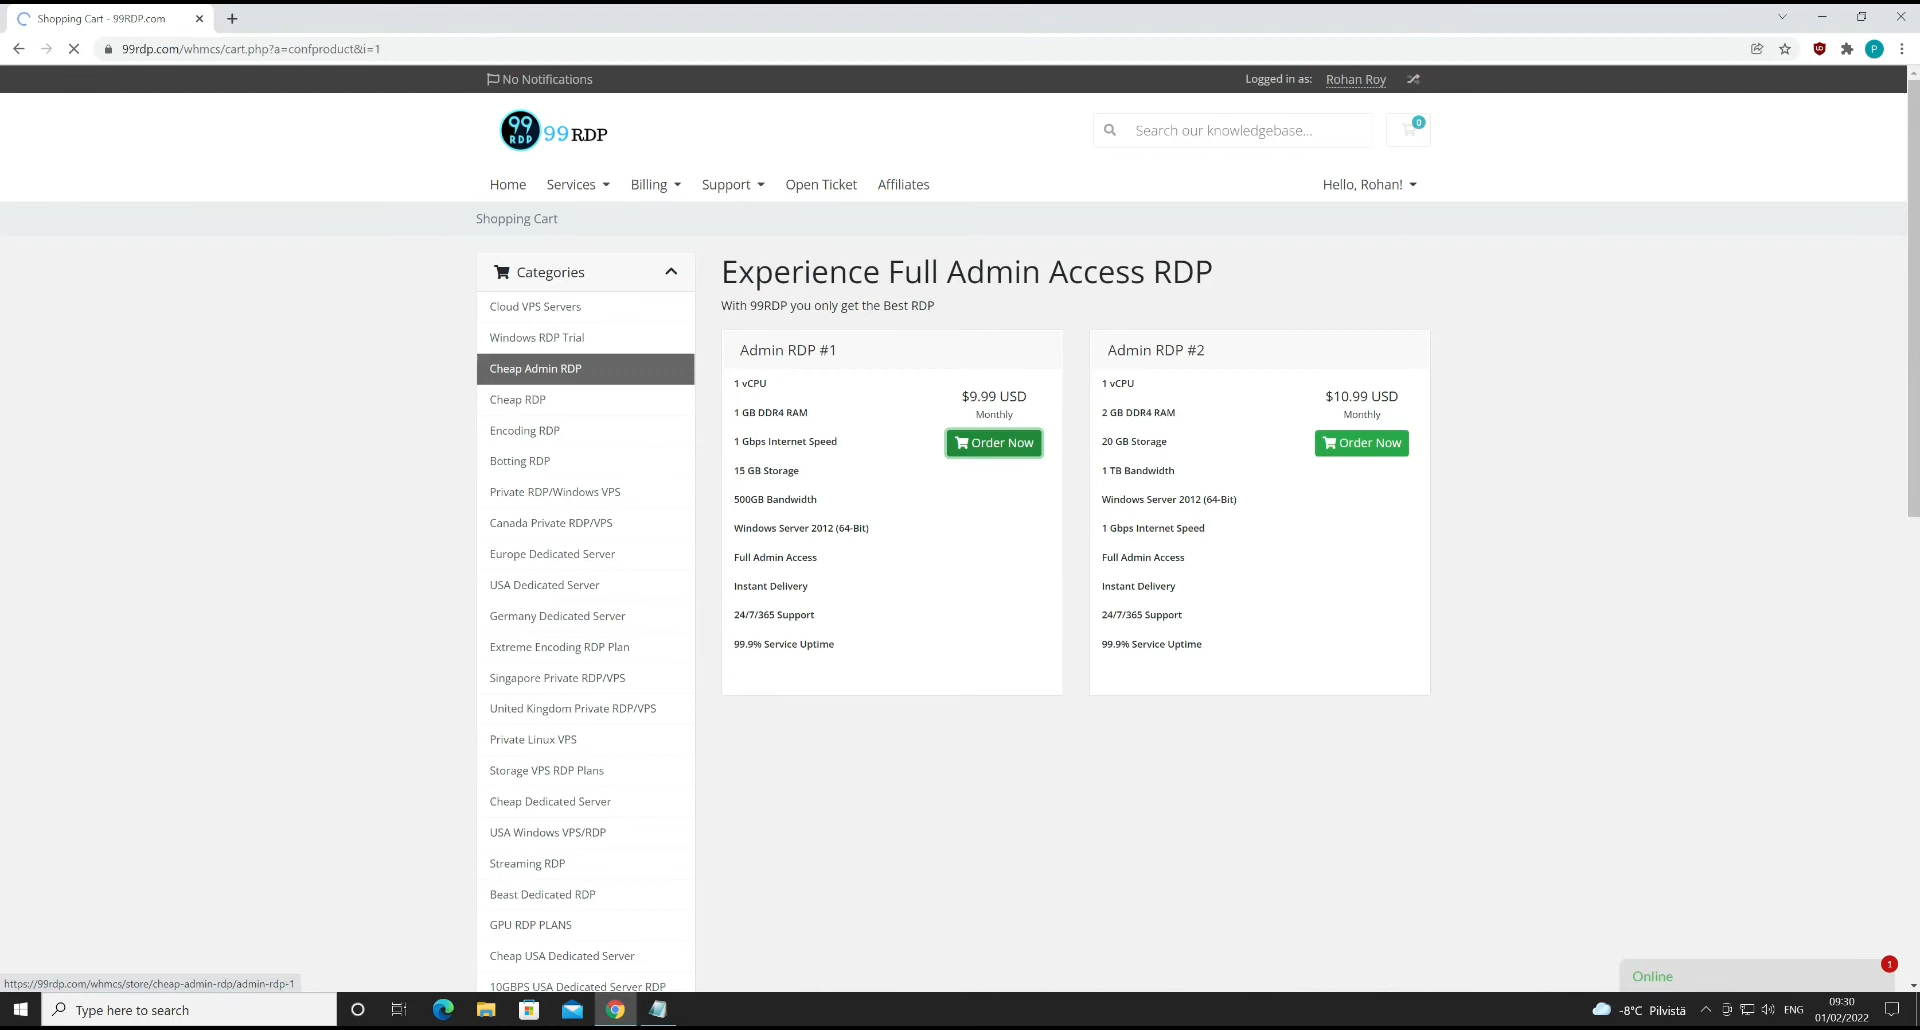 Shopping Cart - 99RDP.com
99rdp.com/whmcs/cart.php?a=confproduct&i=1
P
No Notifications
Logged in as: Rohan Roy
99 RDP 99 RDP
Search our knowledgebase...
0
Home Services Billing Support Open Ticket Affiliates
Hello, Rohan!
Shopping Cart
Categories
Cloud VPS Servers
Windows RDP Trial
Cheap Admin RDP
Cheap RDP
Encoding RDP
Botting RDP
Private RDP/Windows VPS
Canada Private RDP/VPS
Europe Dedicated Server
USA Dedicated Server
Germany Dedicated Server
Extreme Encoding RDP Plan
Singapore Private RDP/VPS
United Kingdom Private RDP/VPS
Private Linux VPS
Storage VPS RDP Plans
Cheap Dedicated Server
USA Windows VPS/RDP
Streaming RDP
Beast Dedicated RDP
GPU RDP PLANS
Cheap USA Dedicated Server
10GBPS USA Dedicated Server RDP
Experience Full Admin Access RDP
With 99RDP you only get the Best RDP
Admin RDP #1
1 vCPU
1 GB DDR4 RAM
1 Gbps Internet Speed
15 GB Storage
500GB Bandwidth
Windows Server 2012 (64-Bit)
Full Admin Access
Instant Delivery
24/7/365 Support
99.9% Service Uptime
$9.99 USD
Monthly
Order Now
Admin RDP #2
1 vCPU
2 GB DDR4 RAM
20 GB Storage
1 TB Bandwidth
Windows Server 2012 (64-Bit)
1 Gbps Internet Speed
Full Admin Access
Instant Delivery
24/7/365 Support
99.9% Service Uptime
$10.99 USD
Monthly
Order Now
Online
1
https://99rdp.com/whmcs/store/cheap-admin-rdp/admin-rdp-1
Type here to search
-8°C Pilvistä
ENG
09:30
01/02/2022